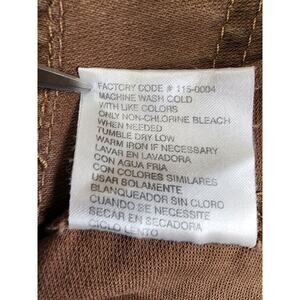 FACTORY CODE # 115-0004
MACHINE WASH COLD
WITH LIKE COLORS
ONLY NON-CHLORINE BLEACH
WHEN NEEDED
TUMBLE DRY LOW
WARM IRON IF NECESSARY
LAVAR EN LAVADORA
CON AGUA FRIA
CON COLORES SIMILARES
USAR SOLAMENTE
BLANQUEADOR SIN CLORO
CUANDO SE NECESITE
SECAR EN SECADORA
CICLO LENTO